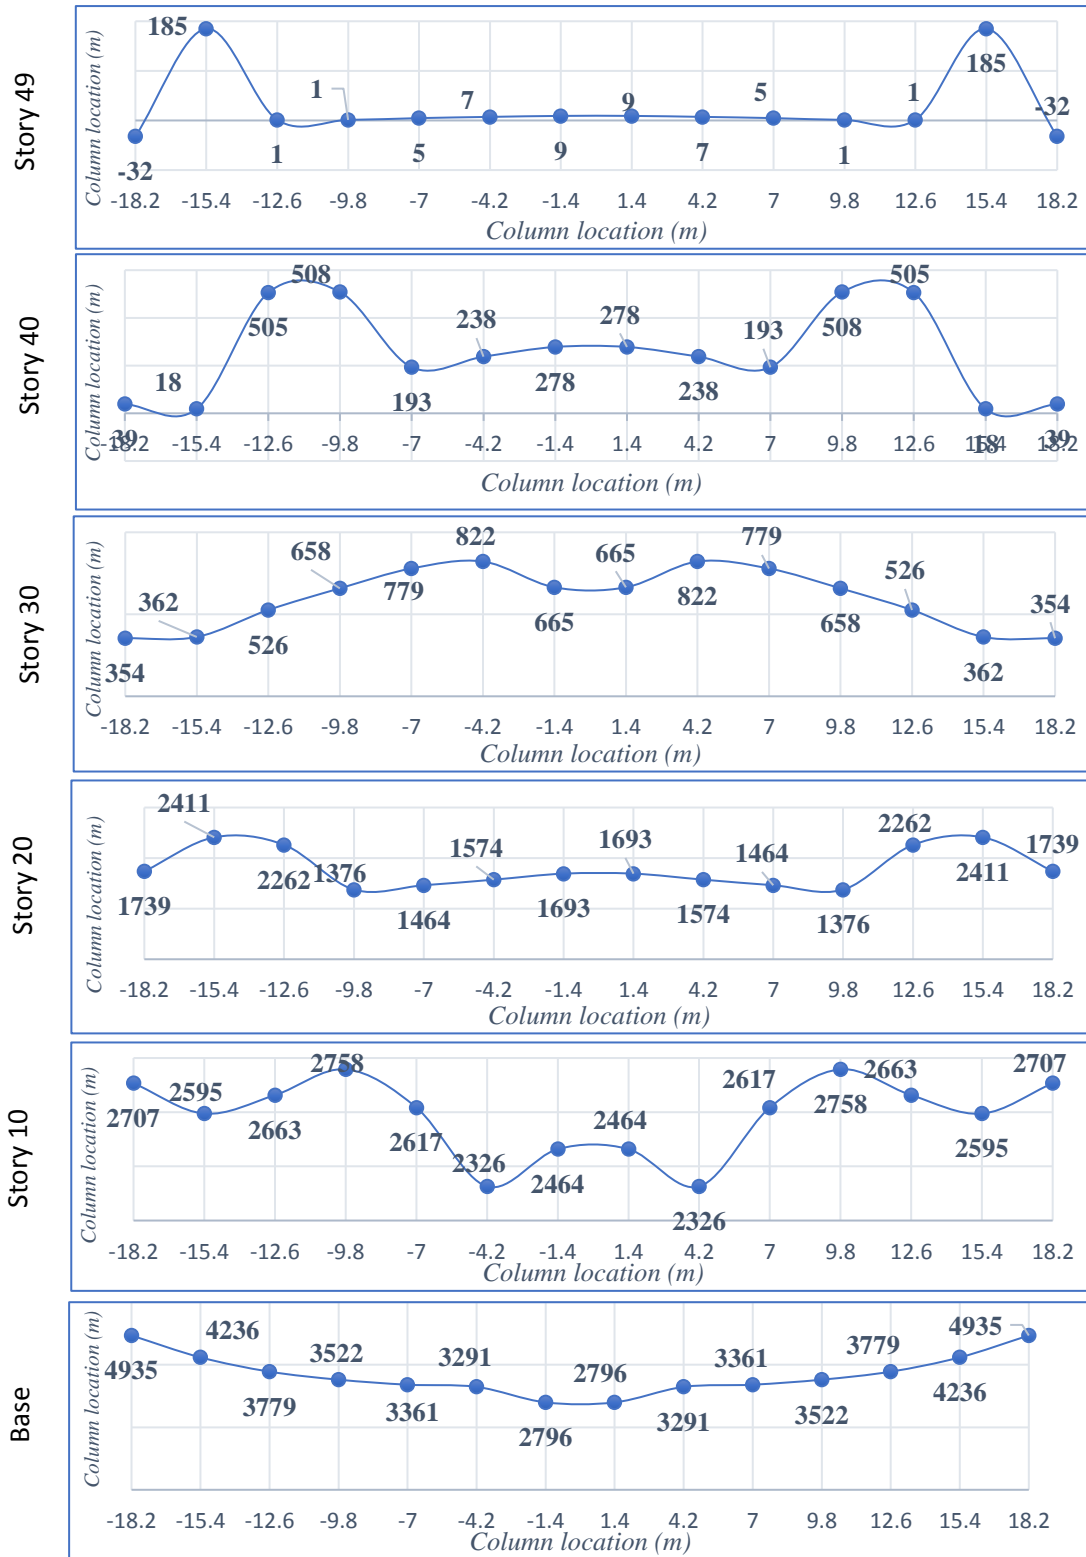 Story 49
Column location (m)
185 1 7 9 5 1 185 -32
-32 1 5 9 7 1
-18.2 -15.4 -12.6 -9.8 -7 -4.2 -1.4 1.4 4.2 7 9.8 12.6 15.4 18.2
Column location (m)
Story 40
Column location (m)
18 508 238 278 193 505
39 505 193 278 238 508 18 39
-18.2 -15.4 -12.6 -9.8 -7 -4.2 -1.4 1.4 4.2 7 9.8 12.6 15.4 18.2
Column location (m)
Story 30
Column location (m)
362 658 822 665 779 526 354
354 526 779 665 822 658 362
-18.2 -15.4 -12.6 -9.8 -7 -4.2 -1.4 1.4 4.2 7 9.8 12.6 15.4 18.2
Column location (m)
Story 20
Column location (m)
2411 1376 1574 1693 1464 2262 1739
1739 2262 1464 1693 1574 1376 2411
-18.2 -15.4 -12.6 -9.8 -7 -4.2 -1.4 1.4 4.2 7 9.8 12.6 15.4 18.2
Column location (m)
Story 10
Column location (m)
2595 2758 2326 2464 2617 2663 2707
2707 2663 2617 2464 2326 2758 2595
-18.2 -15.4 -12.6 -9.8 -7 -4.2 -1.4 1.4 4.2 7 9.8 12.6 15.4 18.2
Column location (m)
Base
Column location (m)
4236 3522 3291 2796 3361 3779 4935
4935 3779 3361 2796 3291 3522 4236
-18.2 -15.4 -12.6 -9.8 -7 -4.2 -1.4 1.4 4.2 7 9.8 12.6 15.4 18.2
Column location (m)